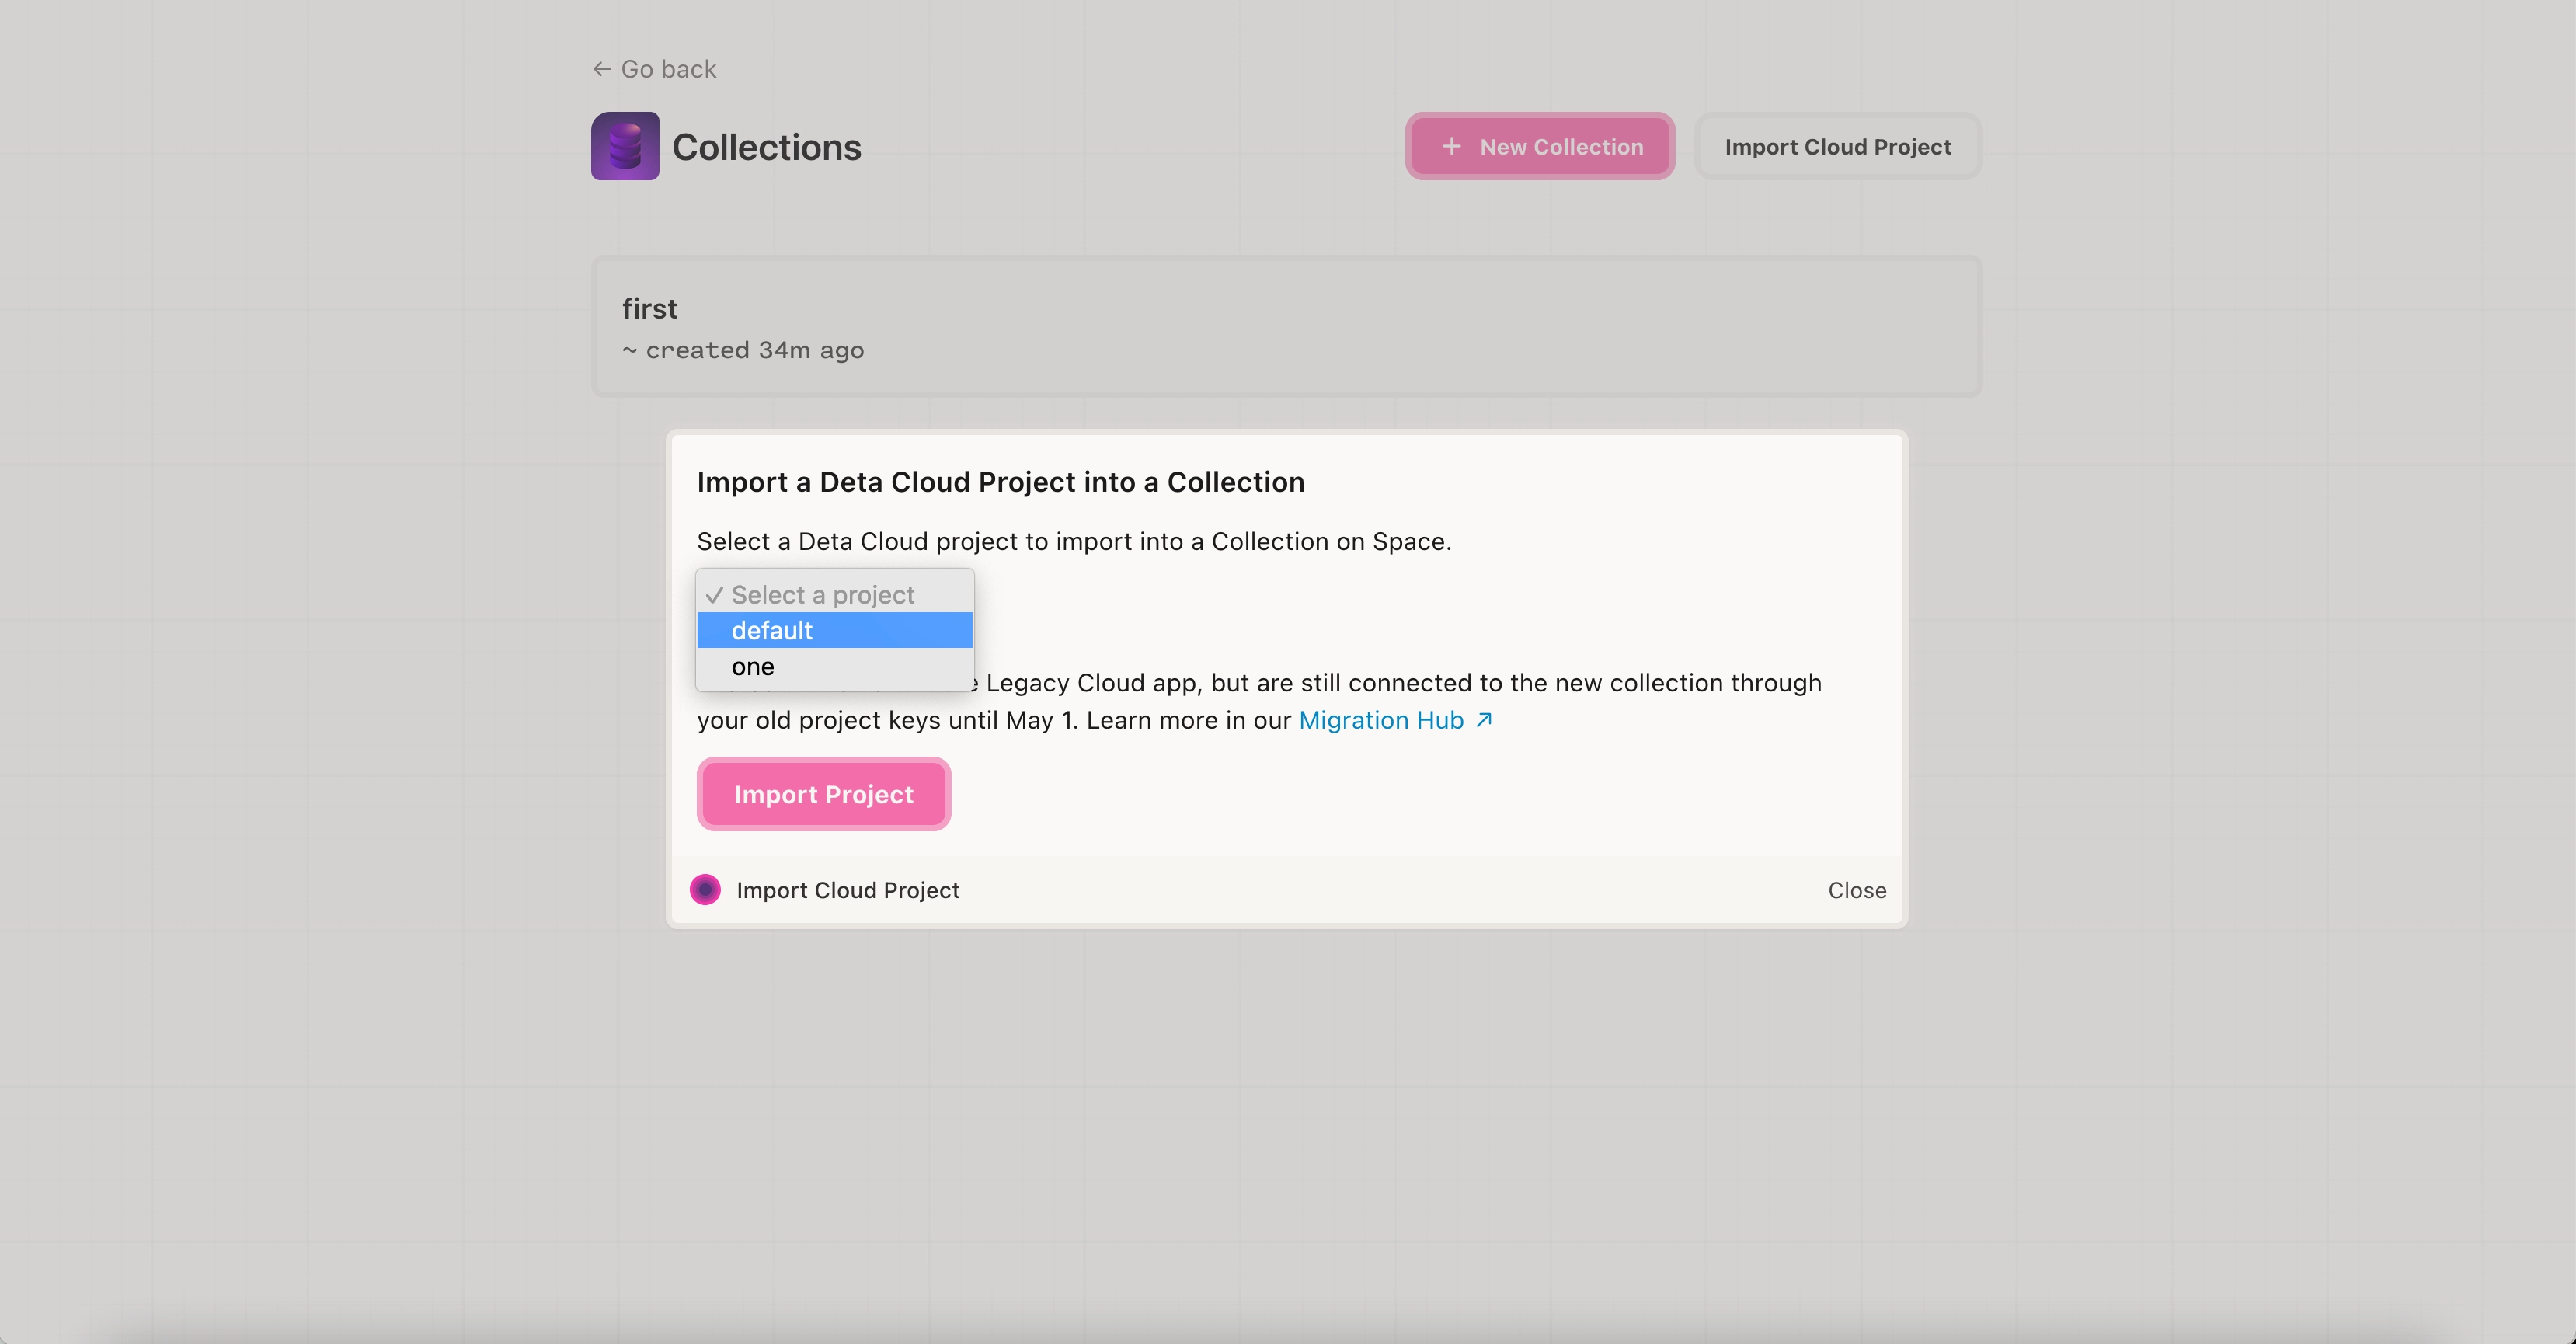 ← Go back
Collections
+ New Collection
Import Cloud Project
first
~ created 34m ago
Import a Deta Cloud Project into a Collection
Select a Deta Cloud project to import into a Collection on Space.
✓ Select a project
default
one
Legacy Cloud app, but are still connected to the new collection through
your old project keys until May 1. Learn more in our Migration Hub ↗
Import Project
Import Cloud Project
Close